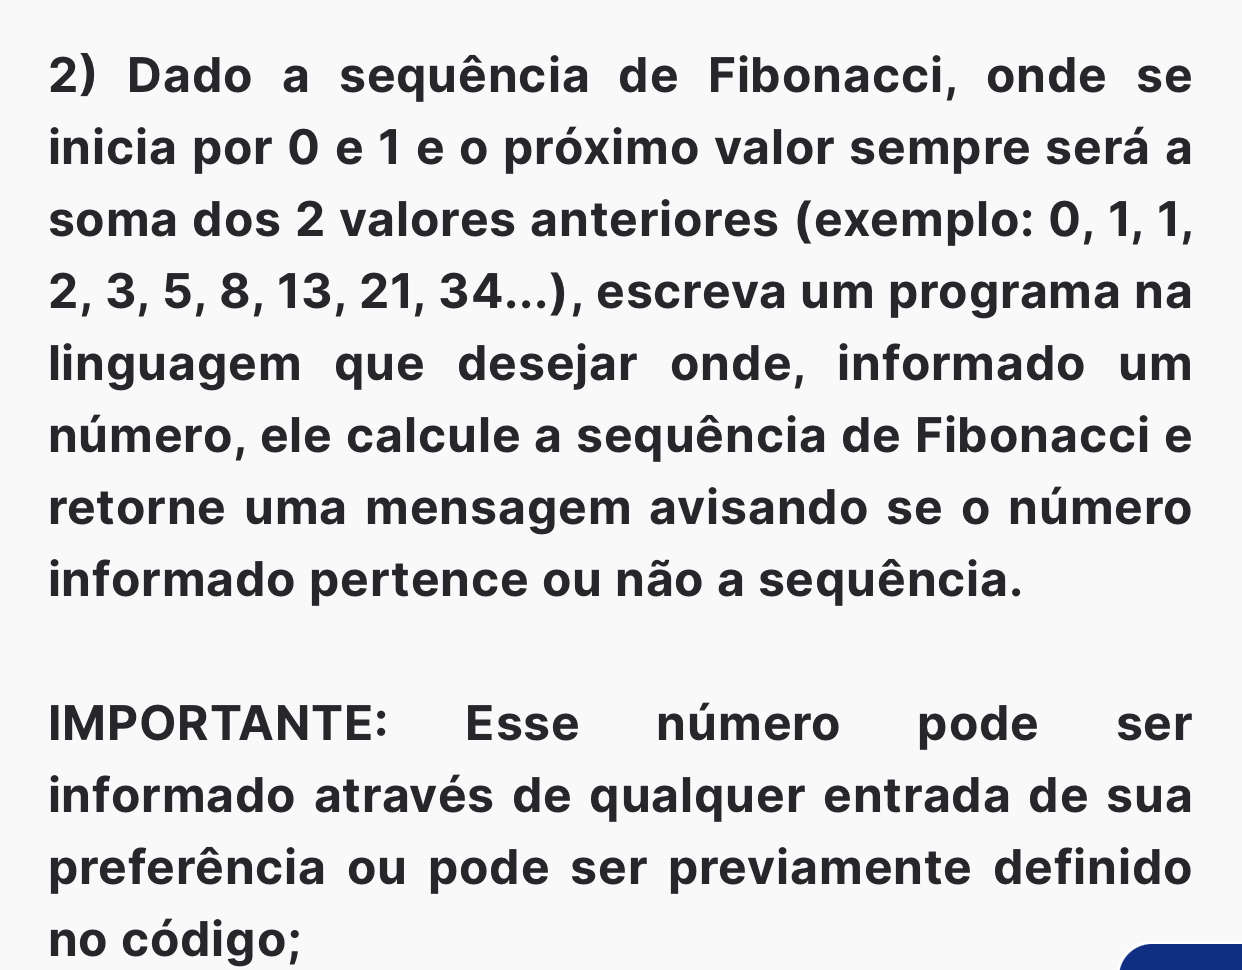 2) Dado a sequência de Fibonacci, onde se
inicia por 0 e 1 e o próximo valor sempre será a
soma dos 2 valores anteriores (exemplo: 0, 1, 1,
2, 3, 5, 8, 13, 21, 34...), escreva um programa na
linguagem que desejar onde, informado um
número, ele calcule a sequência de Fibonacci e
retorne uma mensagem avisando se o número
informado pertence ou não a sequência.
IMPORTANTE: Esse número pode ser
informado através de qualquer entrada de sua
preferência ou pode ser previamente definido
no código;